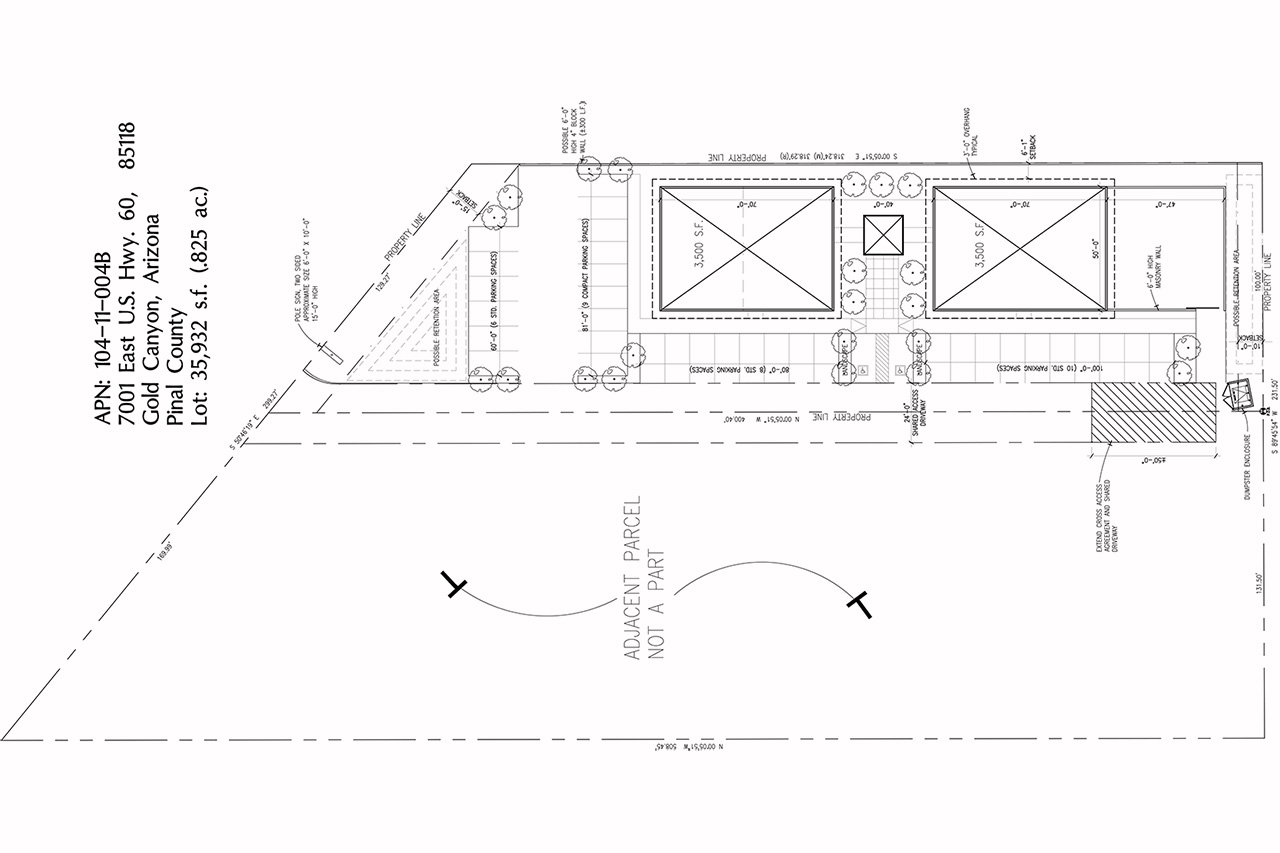 APN: 104-11-004B
7001 East U.S. Hwy. 60, 85118
Gold Canyon, Arizona
Pinal County
Lot: 35,932 s.f. (.825 ac.)
POLE SIGN, TWO SIDED
APPROXIMATE SIZE 6'-0" X 10'-0"
15'-0" HIGH
PROPERTY LINE
129.27'
15'-0"
SETBACK
POSSIBLE RETENTION AREA
60'-0" (6 STD. PARKING SPACES)
81'-0" (9 COMPACT PARKING SPACES)
POSSIBLE 6'-0"
HIGH 4" BLOCK
WALL (±300 L.F.)
PROPERTY LINE
S 00°05'51" E 318.24'(M) 318.29'(R)
3'-0" OVERHANG
TYPICAL
6'-1"
SETBACK
3,500 S.F.
70'-0"
40'-0"
3,500 S.F.
70'-0"
50'-0"
47'-0"
6'-0" HIGH
MASONRY WALL
POSSIBLE RETENTION AREA
100.00'
PROPERTY LINE
10'-0"
SETBACK
80'-0" (8 STD. PARKING SPACES)
LANDSCAPE
LANDSCAPE
100'-0" (10 STD. PARKING SPACES)
S 50°46'19" E 299.27'
N 00°05'51" W 400.40'
PROPERTY LINE
24'-0"
SHARED ACCESS
DRIVEWAY
±50'-0"
EXTEND CROSS ACCESS
AGREEMENT AND SHARED
DRIVEWAY
DUMPSTER ENCLOSURE
S 89°45'54" W 231.50'
169.99'
ADJACENT PARCEL
NOT A PART
131.50'
N 00°05'51" W 508.45'